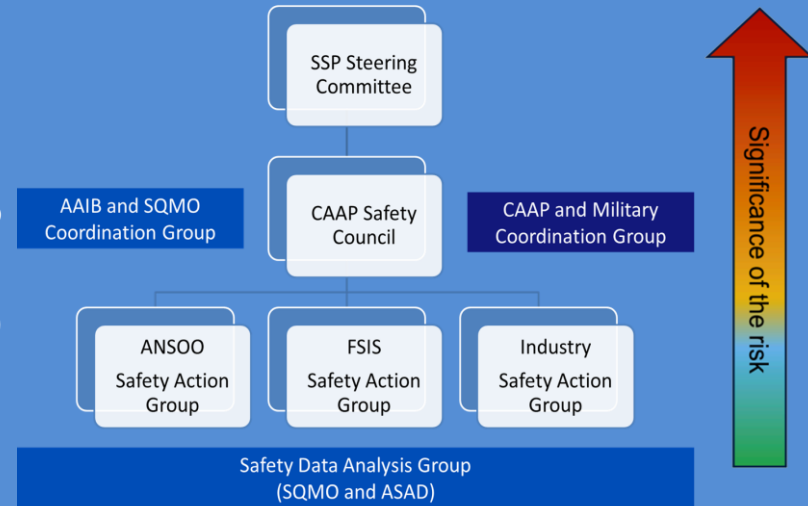 SSP Steering
Committee
AAIB and SQMO
Coordination Group
CAAP Safety
Council
CAAP and Military
Coordination Group
ANSOO
Safety Action
Group
FSIS
Safety Action
Group
Industry
Safety Action
Group
Safety Data Analysis Group
(SQMO and ASAD)
Significance of the risk